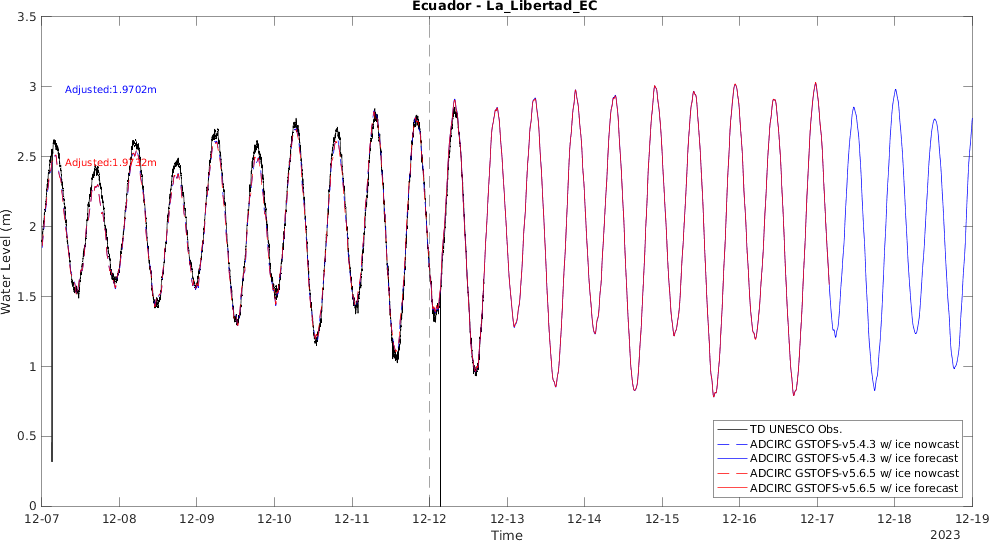 Ecuador - La_Libertad_EC
3.5
3
2.5
2
1.5
1
0.5
0
Water Level (m)
Adjusted:1.9702m
Adjusted:1.9732m
TD UNESCO Obs.
ADCIRC GSTOFS-v5.4.3 w/ ice nowcast
ADCIRC GSTOFS-v5.4.3 w/ ice forecast
ADCIRC GSTOFS-v5.6.5 w/ ice nowcast
ADCIRC GSTOFS-v5.6.5 w/ ice forecast
12-07 12-08 12-09 12-10 12-11 12-12 12-13 12-14 12-15 12-16 12-17 12-18 12-19
Time
2023